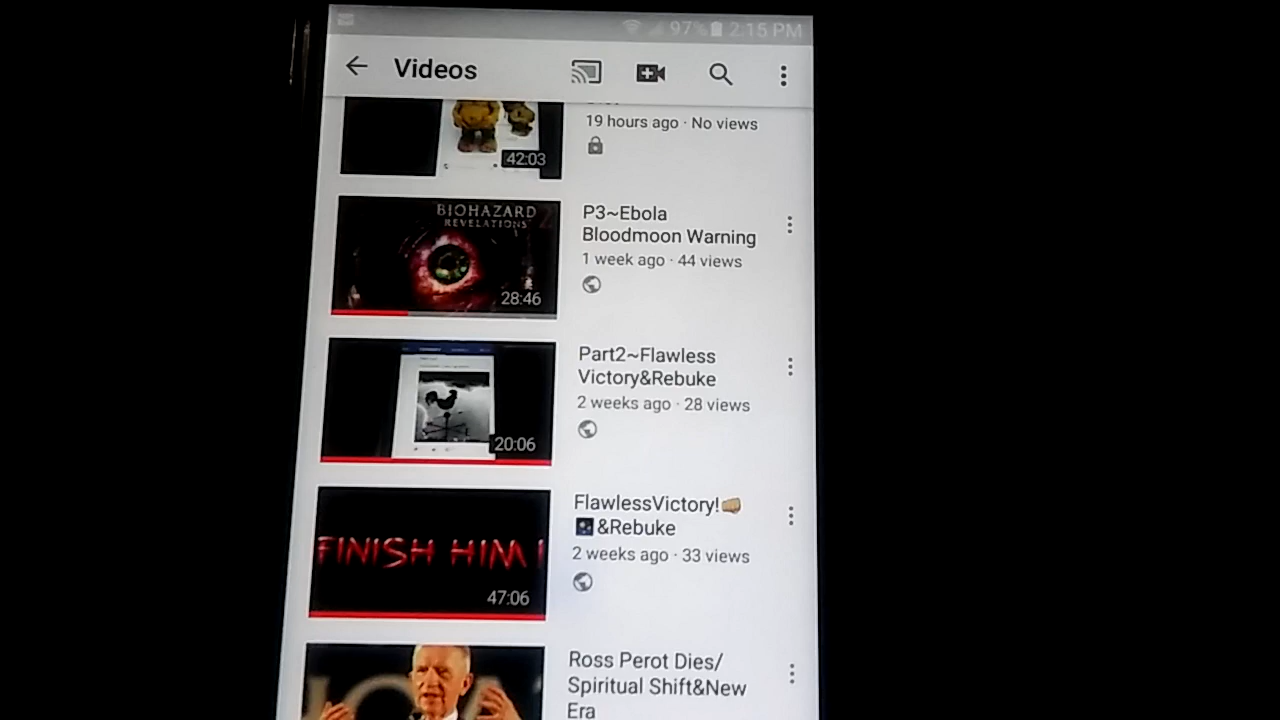 97% 2:15 PM
Videos
19 hours ago · No views
42:03
BIOHAZARD
REVELATIONS 2
28:46
P3~Ebola
Bloodmoon Warning
1 week ago · 44 views
20:06
Part2~Flawless
Victory&Rebuke
2 weeks ago · 28 views
FINISH HIM!
47:06
FlawlessVictory!👊
🎆&Rebuke
2 weeks ago · 33 views
Ross Perot Dies/
Spiritual Shift&New
Era